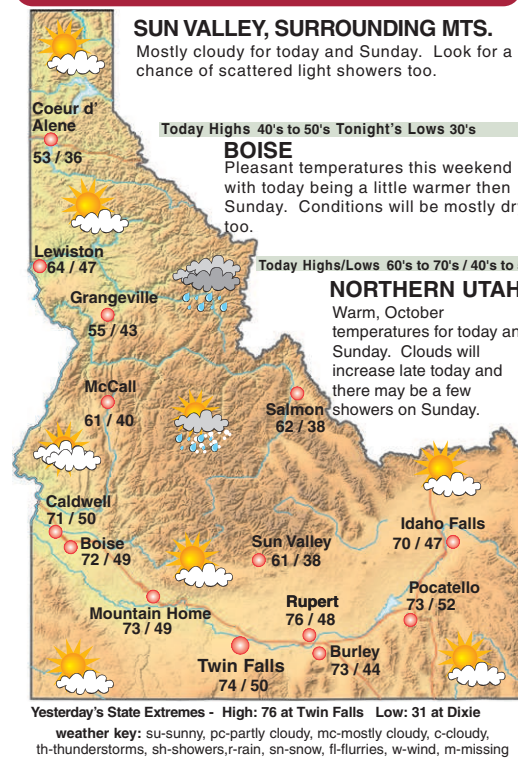 SUN VALLEY, SURROUNDING MTS.
Mostly cloudy for today and Sunday. Look for a
chance of scattered light showers too.
Today Highs 40's to 50's Tonight's Lows 30's
BOISE
Pleasant temperatures this weekend
with today being a little warmer then
Sunday. Conditions will be mostly
too.
Today Highs/Lows 60's to 70's / 40's to
NORTHERN UTAH
Warm, October
temperatures for today
Sunday. Clouds will
increase late today and
there may be a few
showers on Sunday.
Coeur d'
Alene
53 / 36
Lewiston
64 / 47
Grangeville
55 / 43
McCall
61 / 40
Salmon
62 / 38
Caldwell
71 / 50
Boise
72 / 49
Idaho Falls
70 / 47
Sun Valley
61 / 38
Pocatello
73 / 52
Mountain Home
73 / 49
Rupert
76 / 48
Burley
73 / 44
Twin Falls
74 / 50
Yesterday's State Extremes - High: 76 at Twin Falls Low: 31 at Dixie
weather key: su-sunny, pc-partly cloudy, mc-mostly cloudy, c-cloudy,
th-thunderstorms, sh-showers,r-rain, sn-snow, fl-flurries, w-wind, m-missing